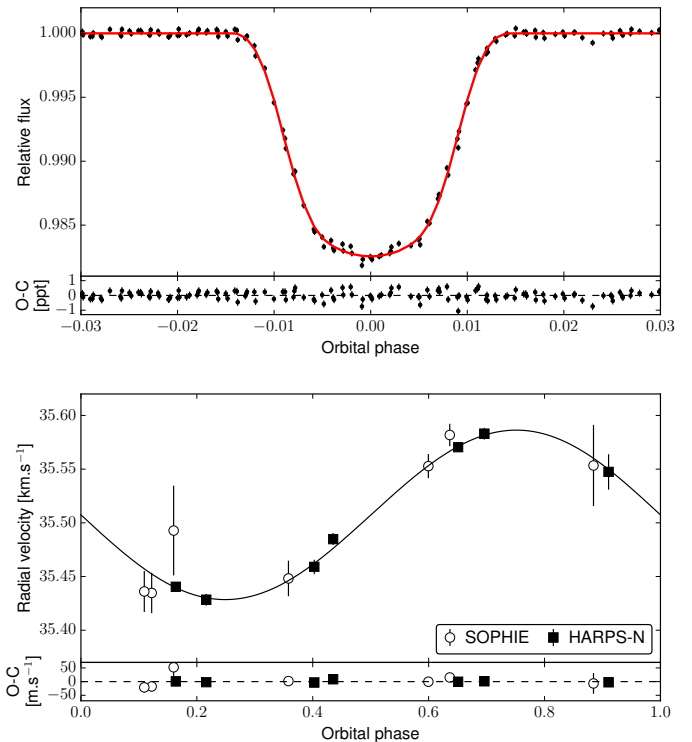 1.000
0.995
0.990
0.985
Relative flux
1
0
−1
O-C
[ppt]
−0.03 −0.02 −0.01 0.00 0.01 0.02 0.03
Orbital phase
35.60
35.55
35.50
35.45
35.40
Radial velocity [km.s⁻¹]
SOPHIE HARPS-N
50
0
−50
O-C
[m.s⁻¹]
0.0 0.2 0.4 0.6 0.8 1.0
Orbital phase